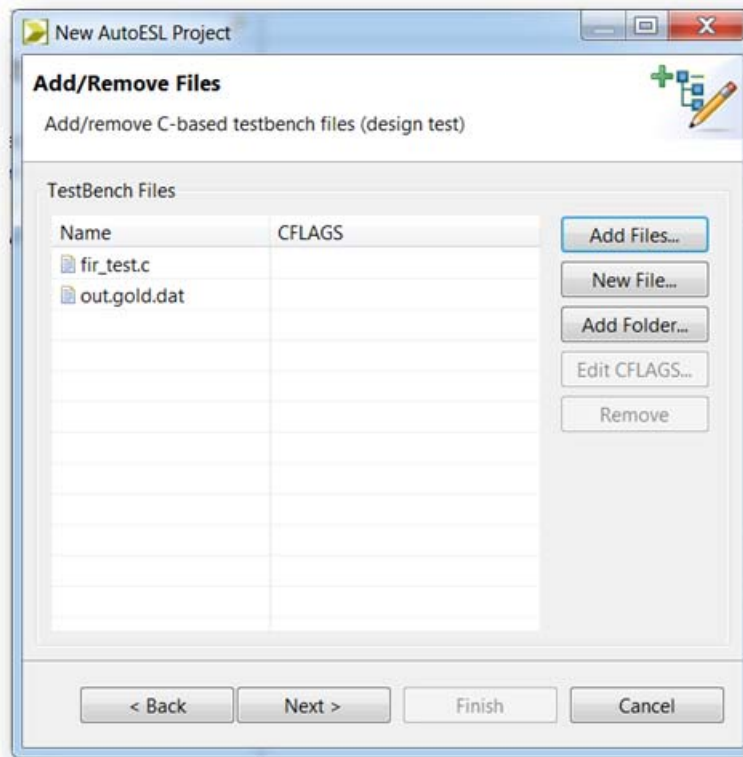 New AutoESL Project
Add/Remove Files
Add/remove C-based testbench files (design test)
TestBench Files
Name CFLAGS
fir_test.c
out.gold.dat
Add Files...
New File...
Add Folder...
Edit CFLAGS...
Remove
< Back Next > Finish Cancel